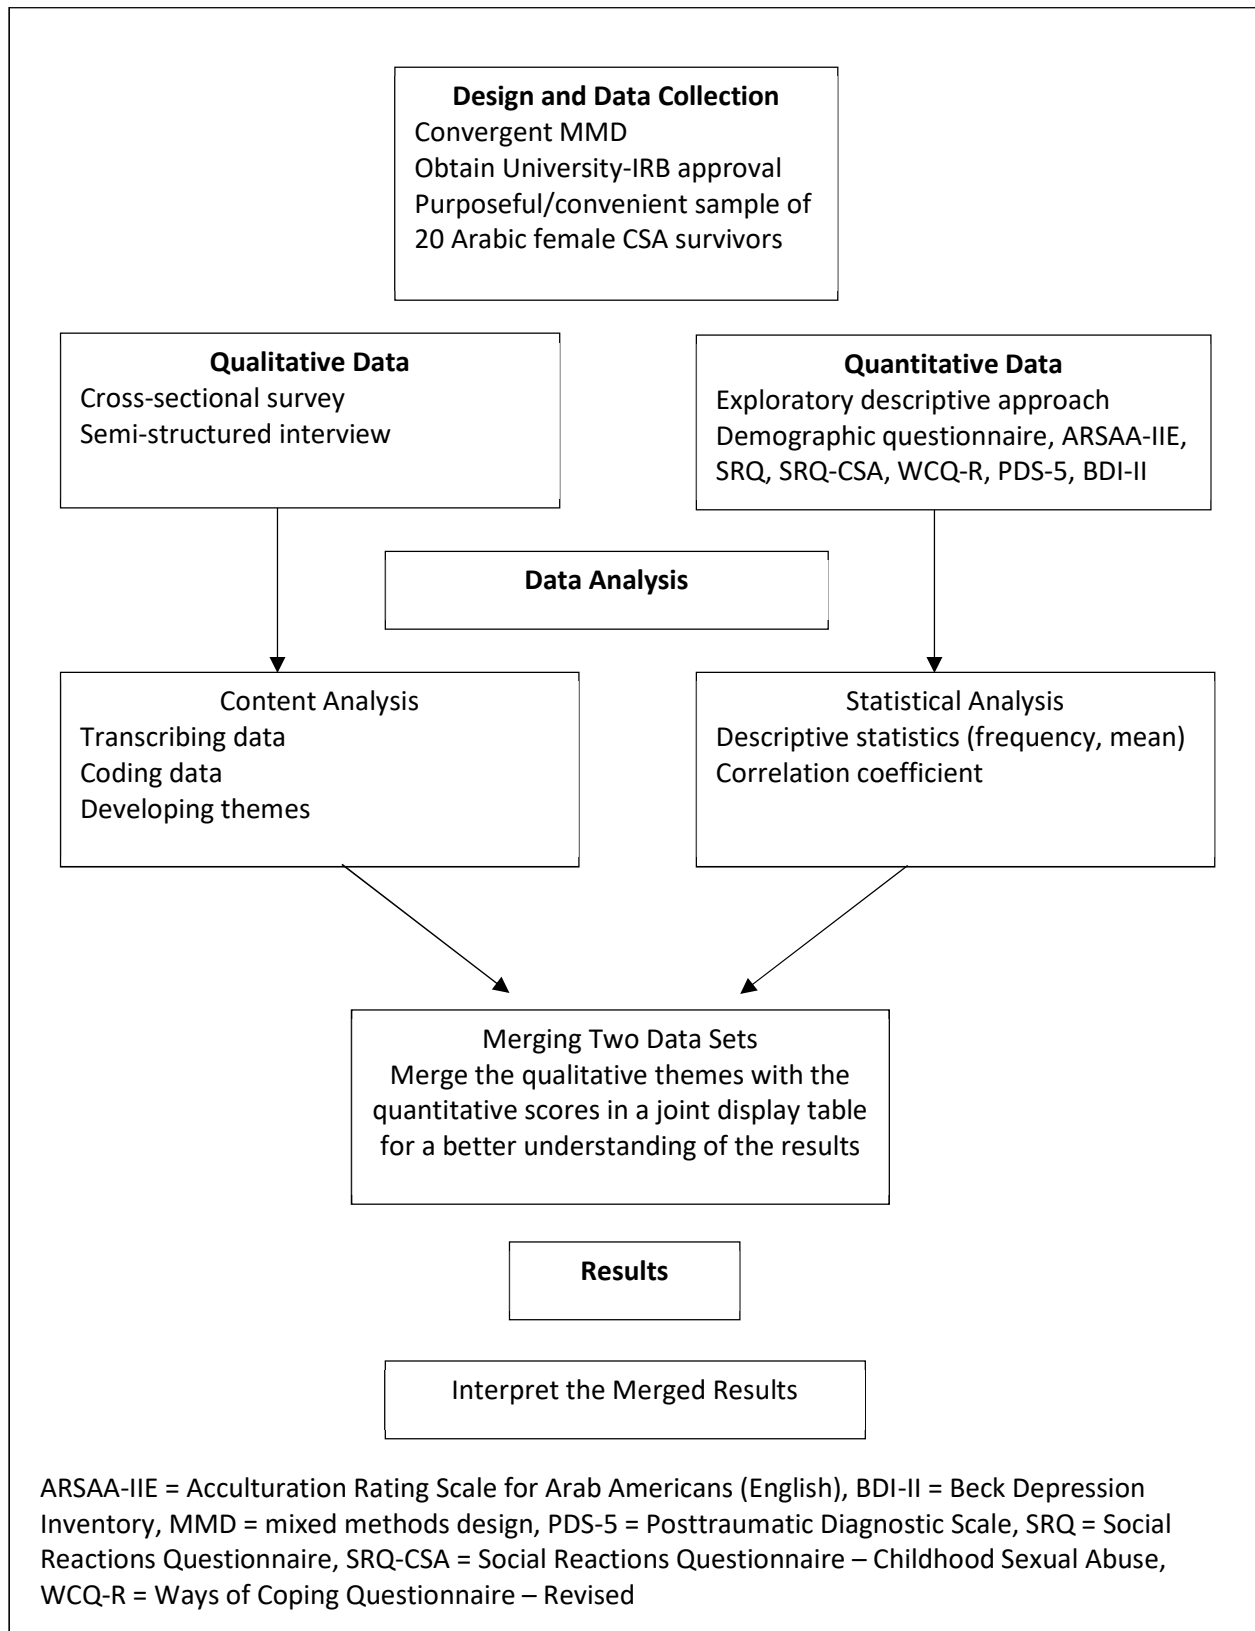 Design and Data Collection
Convergent MMD
Obtain University-IRB approval
Purposeful/convenient sample of
20 Arabic female CSA survivors
Qualitative Data
Cross-sectional survey
Semi-structured interview
Quantitative Data
Exploratory descriptive approach
Demographic questionnaire, ARSAA-IIE,
SRQ, SRQ-CSA, WCQ-R, PDS-5, BDI-II
Data Analysis
Content Analysis
Transcribing data
Coding data
Developing themes
Statistical Analysis
Descriptive statistics (frequency, mean)
Correlation coefficient
Merging Two Data Sets
Merge the qualitative themes with the
quantitative scores in a joint display table
for a better understanding of the results
Results
Interpret the Merged Results
ARSAA-IIE = Acculturation Rating Scale for Arab Americans (English), BDI-II = Beck Depression
Inventory, MMD = mixed methods design, PDS-5 = Posttraumatic Diagnostic Scale, SRQ = Social
Reactions Questionnaire, SRQ-CSA = Social Reactions Questionnaire – Childhood Sexual Abuse,
WCQ-R = Ways of Coping Questionnaire – Revised